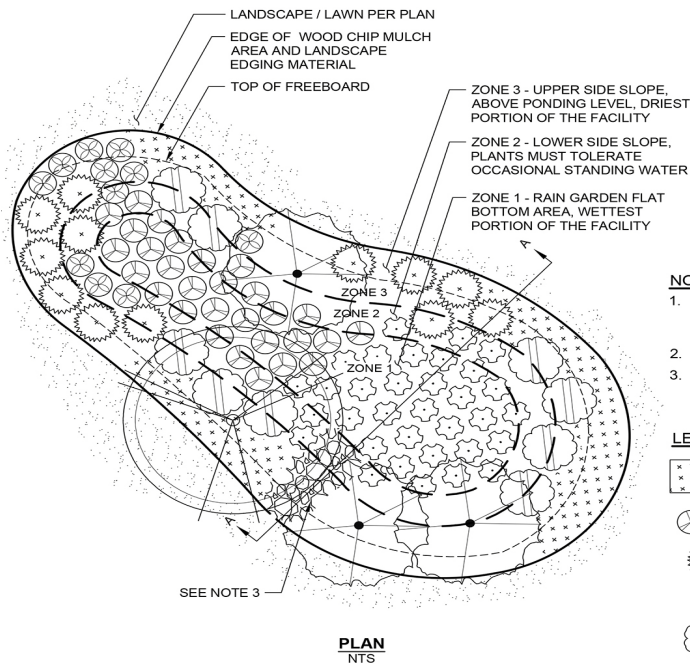 LANDSCAPE / LAWN PER PLAN
EDGE OF WOOD CHIP MULCH
AREA AND LANDSCAPE
EDGING MATERIAL
TOP OF FREEBOARD
ZONE 3 - UPPER SIDE SLOPE,
ABOVE PONDING LEVEL, DRIEST
PORTION OF THE FACILITY
ZONE 2 - LOWER SIDE SLOPE,
PLANTS MUST TOLERATE
OCCASIONAL STANDING WATER
ZONE 1 - RAIN GARDEN FLAT
BOTTOM AREA, WETTEST
PORTION OF THE FACILITY
A
ZONE 3
ZONE 2
ZONE
A
SEE NOTE 3
PLAN
NTS
NO
1.
2.
3.
LE